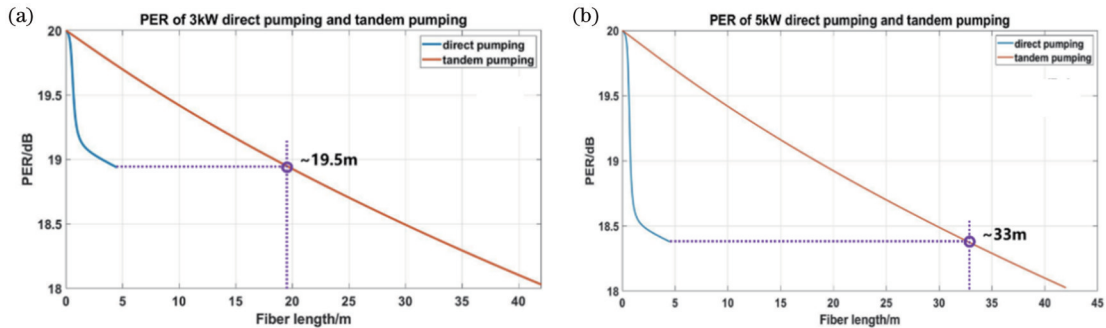 (a)
PER of 3kW direct pumping and tandem pumping
direct pumping
tandem pumping
20
19.5
19
18.5
18
PER/dB
~19.5m
0 5 10 15 20 25 30 35 40
Fiber length/m
(b)
PER of 5kW direct pumping and tandem pumping
direct pumping
tandem pumping
20
19.5
19
18.5
18
PER/dB
~33m
0 5 10 15 20 25 30 35 40 45
Fiber length/m